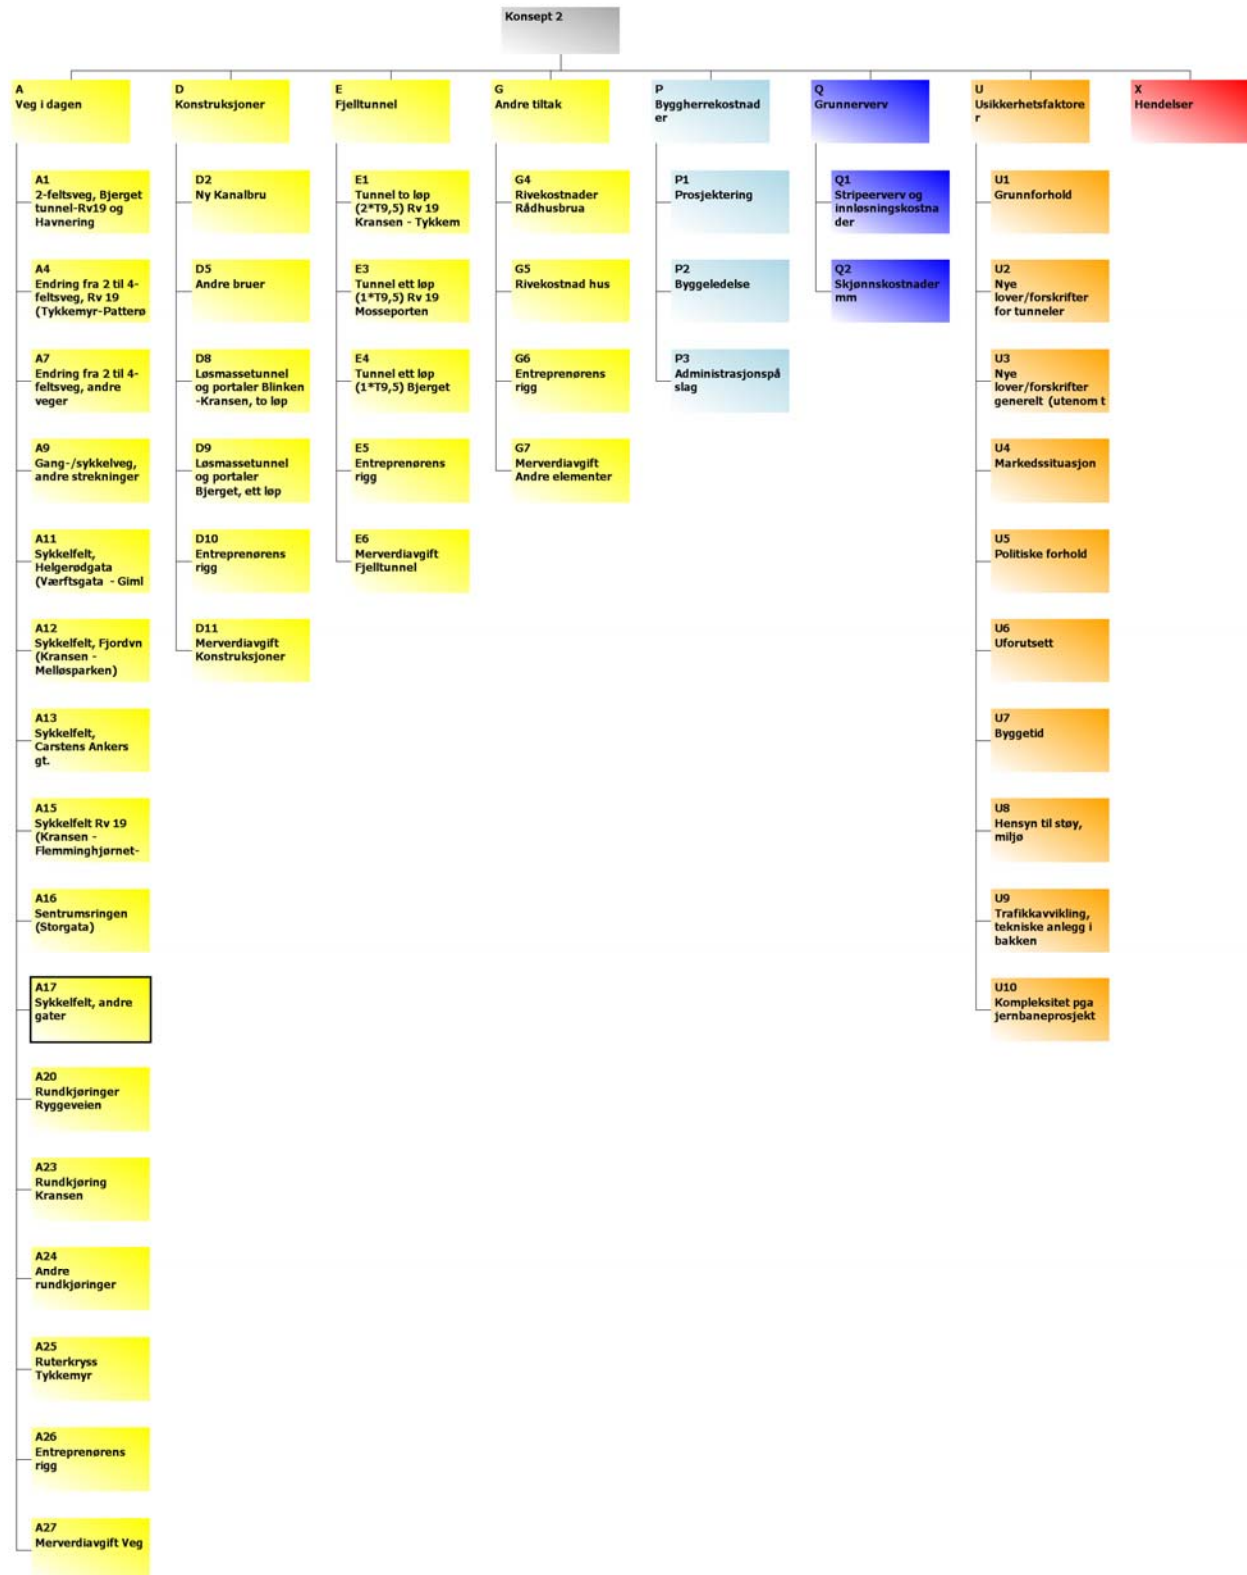 Konsept 2
A
Veg i dagen
D
Konstruksjoner
E
Fjelltunnel
G
Andre tiltak
P
Byggherrekostnad
er
Q
Grunnerverv
U
Usikkerhetsfaktore
r
X
Hendelser
A1
2-feltsveg, Bjerget
tunnel-Rv19 og
Havnering
A4
Endring fra 2 til 4-
feltsveg, Rv 19
(Tykkemyr-Patterø
A7
Endring fra 2 til 4-
feltsveg, andre
veger
A9
Gang-/sykkelveg,
andre strekninger
A11
Sykkelfelt,
Helgerødgata
(Værftsgata - Giml
A12
Sykkelfelt, Fjordvn
(Kransen -
Melløsparken)
A13
Sykkelfelt,
Carstens Ankers
gt.
A15
Sykkelfelt Rv 19
(Kransen -
Flemminghjørnet-
A16
Sentrumsringen
(Storgata)
A17
Sykkelfelt, andre
gater
A20
Rundkjøringer
Ryggeveien
A23
Rundkjøring
Kransen
A24
Andre
rundkjøringer
A25
Ruterkryss
Tykkemyr
A26
Entreprenørens
rigg
A27
Merverdiavgift Veg
D2
Ny Kanalbru
D5
Andre bruer
D8
Løsmassetunnel
og portaler Blinken
-Kransen, to løp
D9
Løsmassetunnel
og portaler
Bjerget, ett løp
D10
Entreprenørens
rigg
D11
Merverdiavgift
Konstruksjoner
E1
Tunnel to løp
(2*T9,5) Rv 19
Kransen - Tykkem
E3
Tunnel ett løp
(1*T9,5) Rv 19
Mosseporten
E4
Tunnel ett løp
(1*T9,5) Bjerget
E5
Entreprenørens
rigg
E6
Merverdiavgift
Fjelltunnel
G4
Rivekostnader
Rådhusbrua
G5
Rivekostnad hus
G6
Entreprenørens
rigg
G7
Merverdiavgift
Andre elementer
P1
Prosjektering
P2
Byggeledelse
P3
Administrasjonspå
slag
Q1
Stripeerverv og
innløsningskostna
der
Q2
Skjønnskostnader
mm
U1
Grunnforhold
U2
Nye
lover/forskrifter
for tunneler
U3
Nye
lover/forskrifter
generelt (utenom t
U4
Markedssituasjon
U5
Politiske forhold
U6
Uforutsett
U7
Byggetid
U8
Hensyn til støy,
miljø
U9
Trafikkavvikling,
tekniske anlegg i
bakken
U10
Kompleksitet pga
jernbaneprosjekt